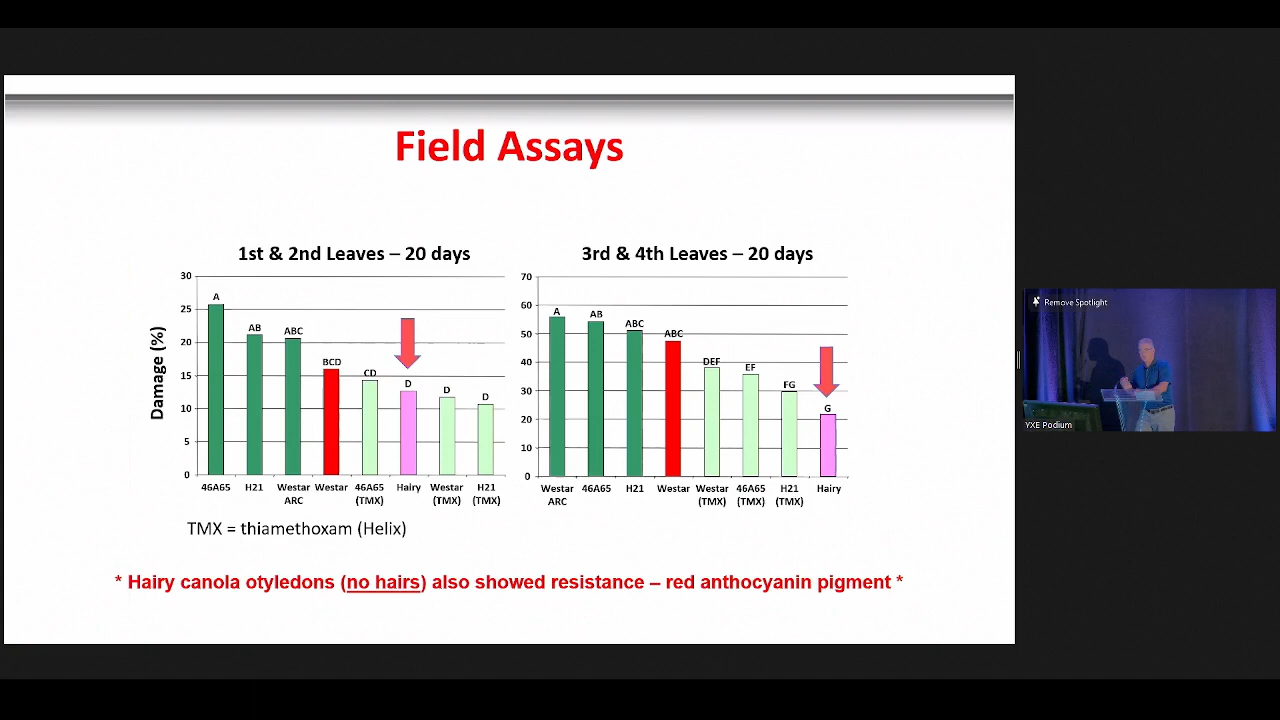 Field Assays
1st & 2nd Leaves – 20 days
Damage (%)
30
25
20
15
10
5
0
A
AB
ABC
BCD
CD
D
D
D
46A65
H21
Westar
ARC
Westar
46A65
(TMX)
Hairy
Westar
(TMX)
H21
(TMX)
3rd & 4th Leaves – 20 days
70
60
50
40
30
20
10
0
A
AB
ABC
ABC
DEF
EF
FG
G
Westar
ARC
46A65
H21
Westar
Westar
(TMX)
46A65
(TMX)
H21
(TMX)
Hairy
TMX = thiamethoxam (Helix)
* Hairy canola otyledons (no hairs) also showed resistance – red anthocyanin pigment *
Remove Spotlight
YXE Podium